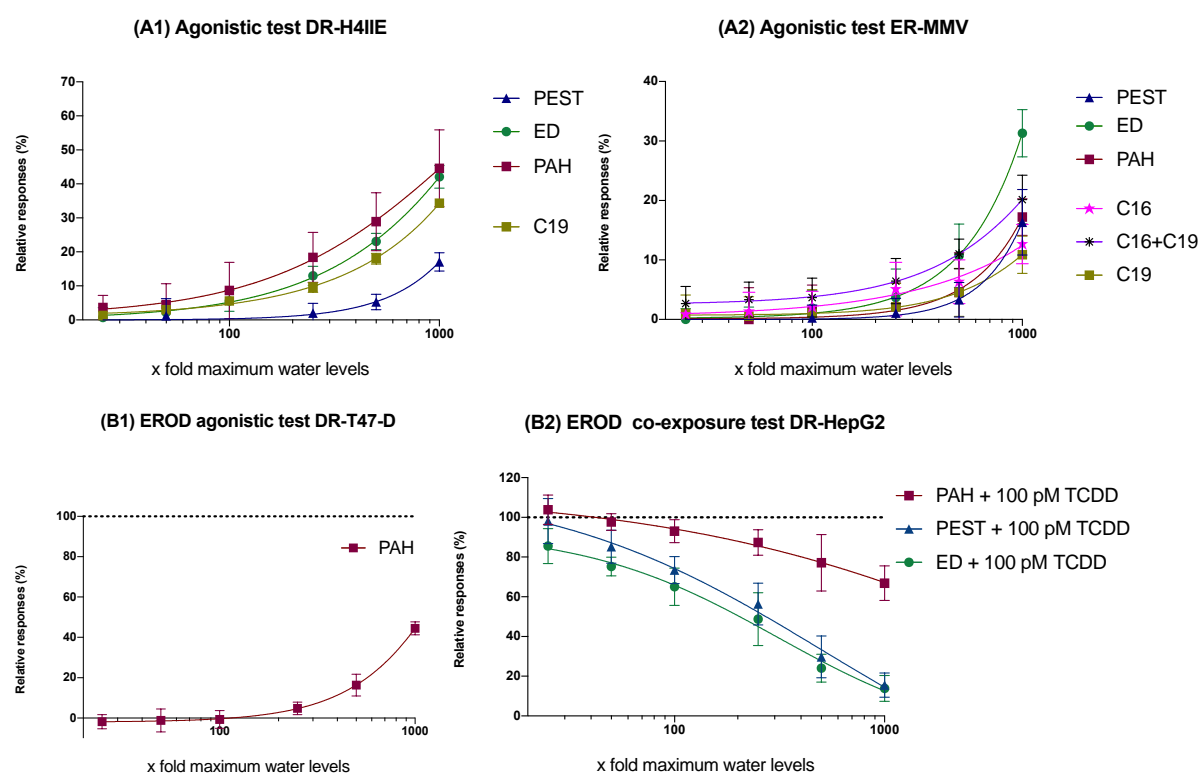 (A1) Agonistic test DR-H4IIE
Relative responses (%)
70
60
50
40
30
20
10
0
100
1000
x fold maximum water levels
PEST
ED
PAH
C19
(A2) Agonistic test ER-MMV
Relative responses (%)
40
30
20
10
0
100
1000
x fold maximum water levels
PEST
ED
PAH
C16
C16+C19
C19
(B1) EROD agonistic test DR-T47-D
Relative responses (%)
100
80
60
40
20
0
100
1000
x fold maximum water levels
PAH
(B2) EROD co-exposure test DR-HepG2
Relative responses (%)
120
100
80
60
40
20
0
100
1000
x fold maximum water levels
PAH + 100 pM TCDD
PEST + 100 pM TCDD
ED + 100 pM TCDD